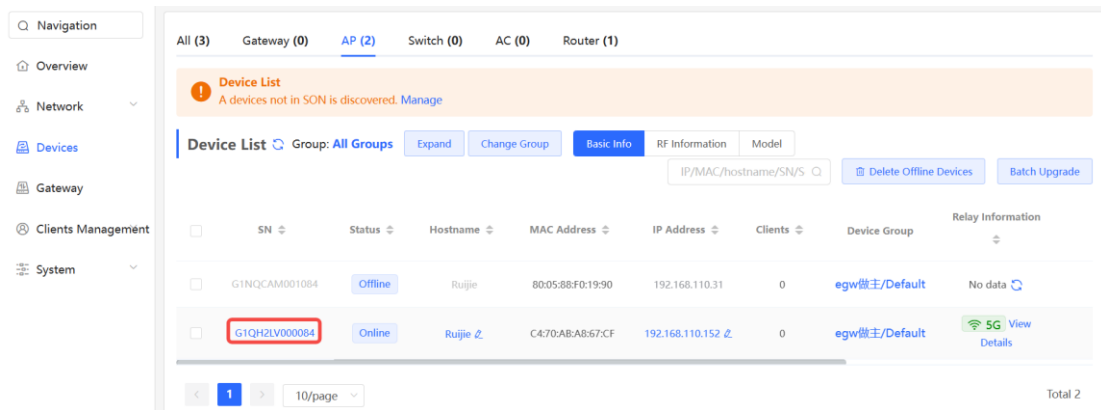 Navigation
Overview
Network
Devices
Gateway
Clients Management
System
All (3) Gateway (0) AP (2) Switch (0) AC (0) Router (1)
Device List
A devices not in SON is discovered. Manage
Device List Group: All Groups Expand Change Group Basic Info RF Information Model
IP/MAC/hostname/SN/S Delete Offline Devices Batch Upgrade
SN Status Hostname MAC Address IP Address Clients Device Group Relay Information
G1NQCAM001084 Offline Ruijie 80:05:88:F0:19:90 192.168.110.31 0 egw做主/Default No data
G1QH2LV000084 Online Ruijie C4:70:AB:A8:67:CF 192.168.110.152 0 egw做主/Default 5G View
Details
1 10/page Total 2